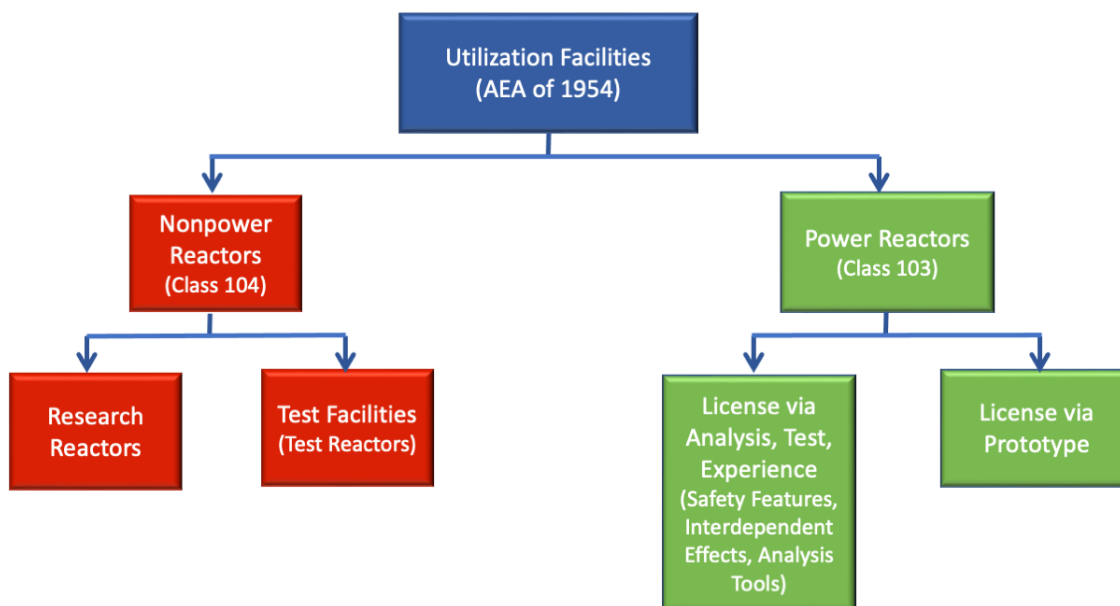 Utilization Facilities
(AEA of 1954)
Nonpower
Reactors
(Class 104)
Power Reactors
(Class 103)
Research
Reactors
Test Facilities
(Test Reactors)
License via
Analysis, Test,
Experience
(Safety Features,
Interdependent
Effects, Analysis
Tools)
License via
Prototype